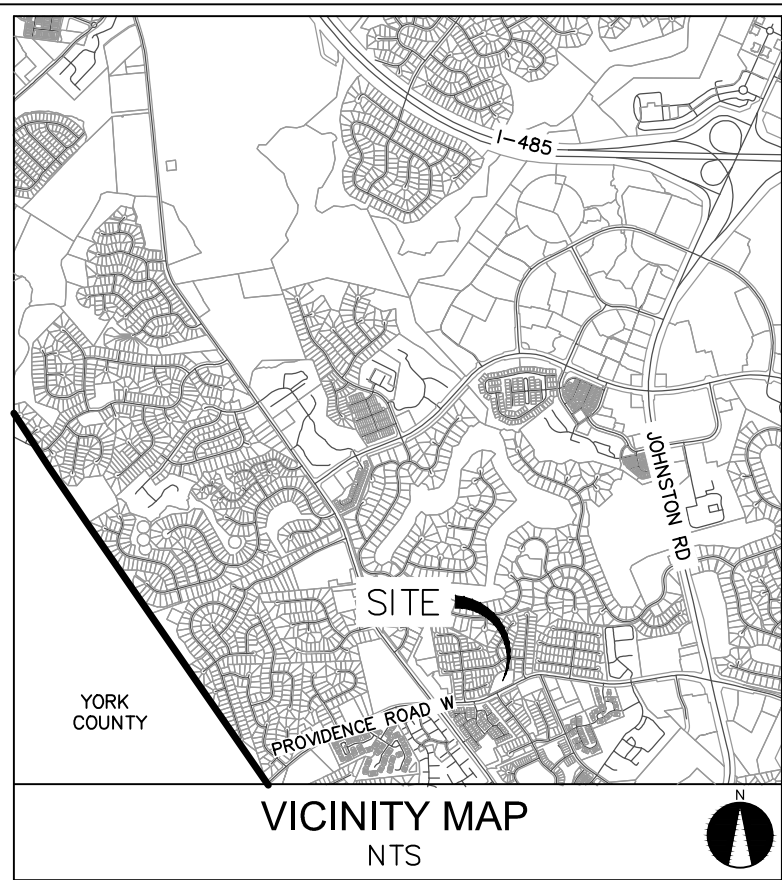 I-485
JOHNSTON RD
SITE
YORK
COUNTY
PROVIDENCE ROAD W
VICINITY MAP
NTS
N